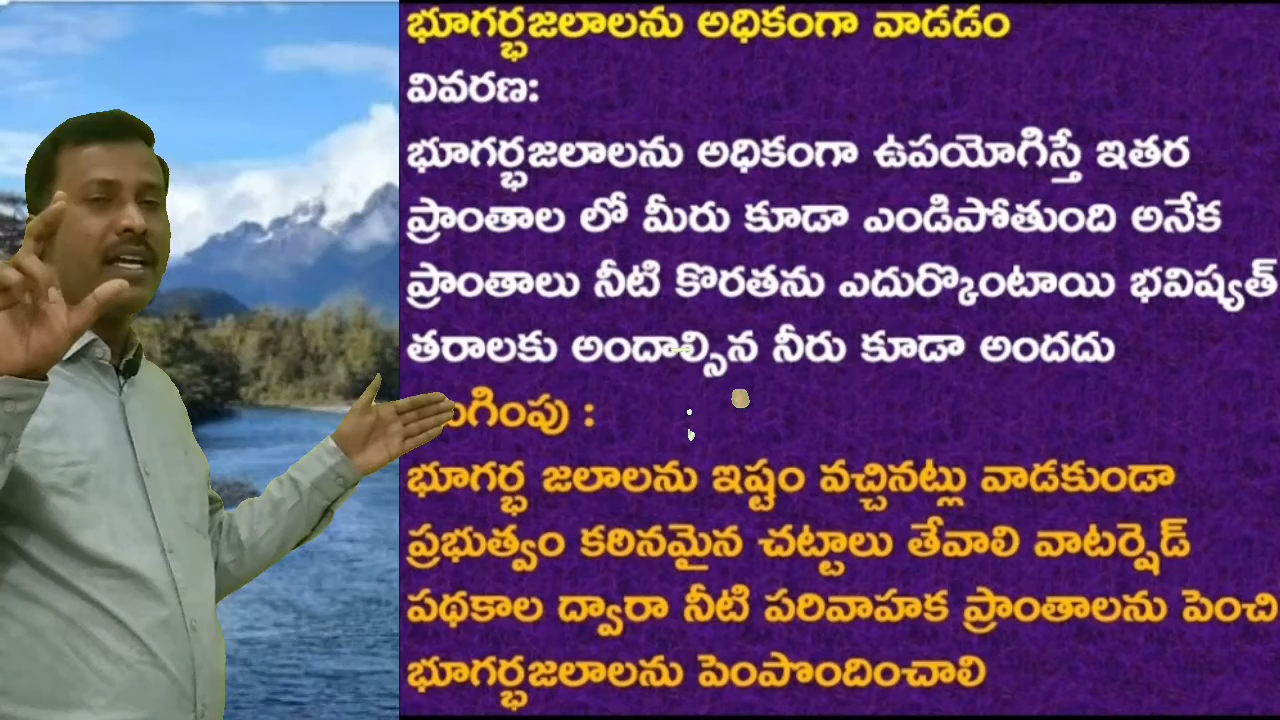 భూగర్భజలాలను అధికంగా వాడడం
వివరణ:
భూగర్భజలాలను అధికంగా ఉపయోగిస్తే ఇతర
ప్రాంతాల లో మీరు కూడా ఎండిపోతుంది అనేక
ప్రాంతాలు నీటి కొరతను ఎదుర్కొంటాయి భవిష్యత్
తరాలకు అందాల్సిన నీరు కూడా అందదు
:
భూగర్భ జలాలను ఇష్టం వచ్చినట్లు వాడకుండా
ప్రభుత్వం కఠినమైన చట్టాలు తేవాలి వాటర్షెడ్
పథకాల ద్వారా నీటి పరివాహక ప్రాంతాలను పెంచి
భూగర్భజలాలను పెంపొందించాలి